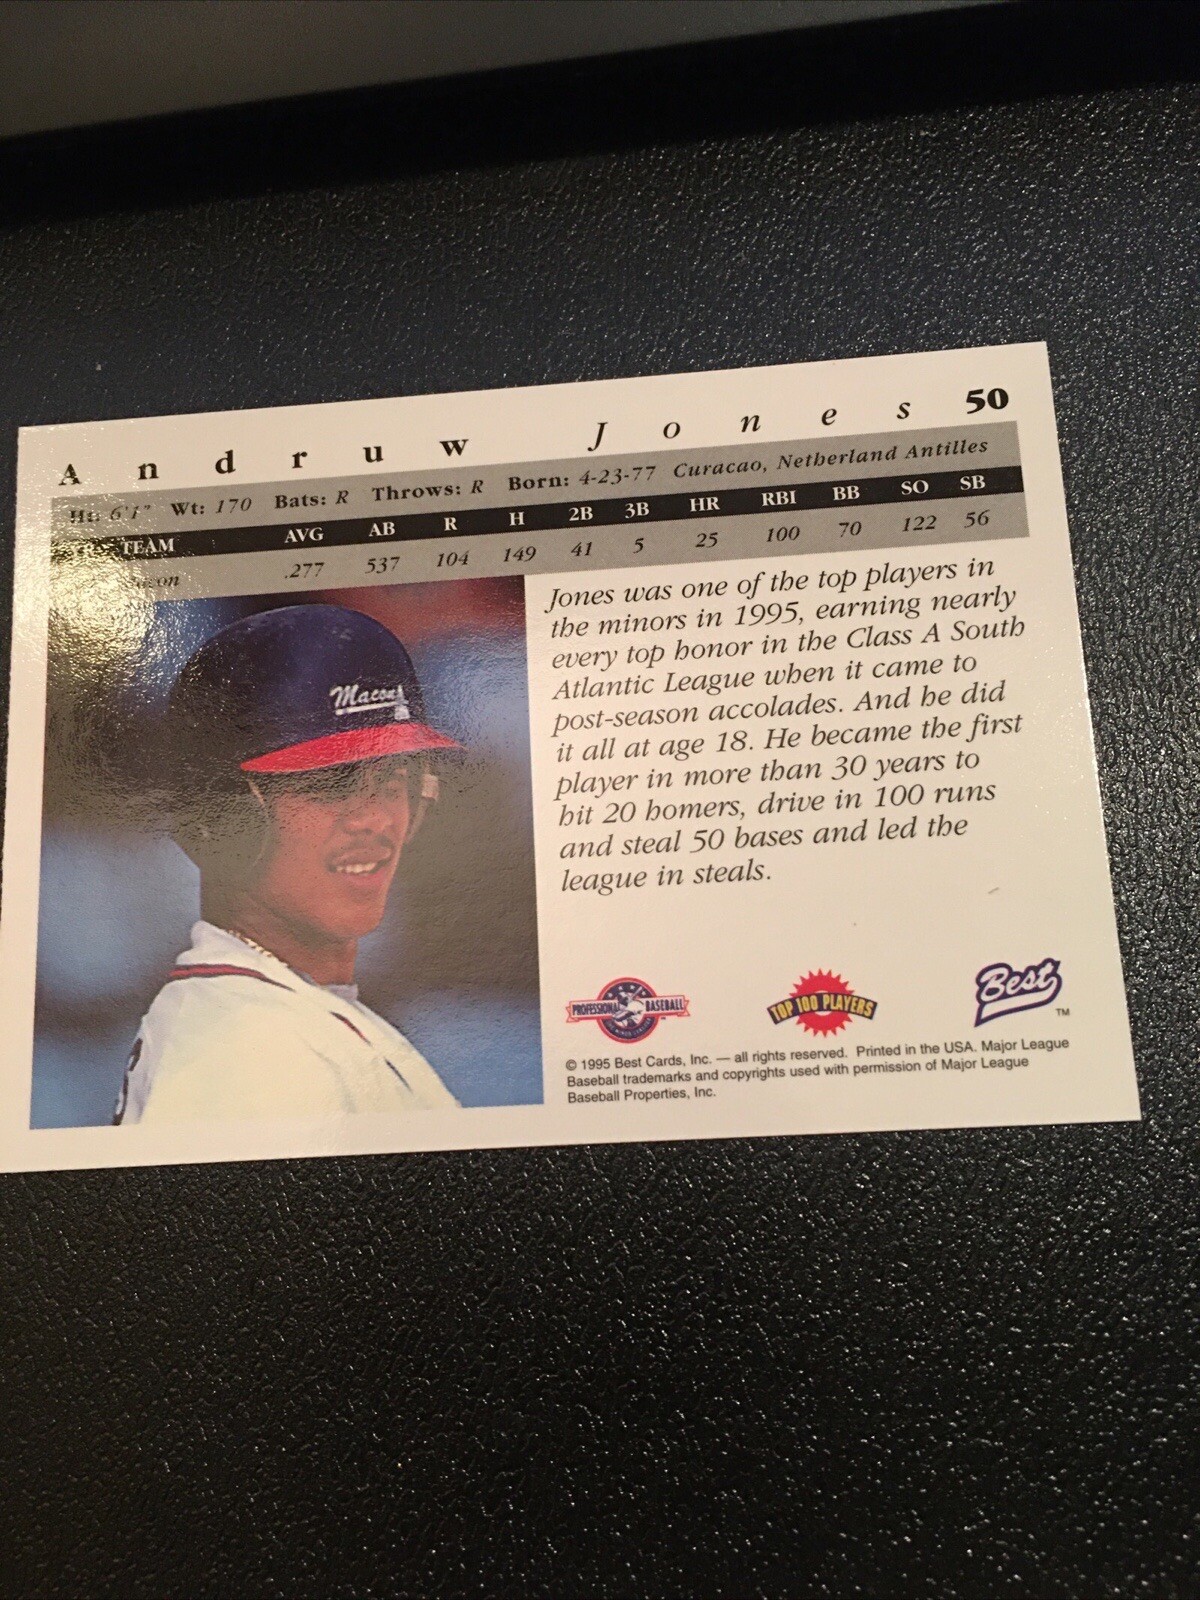 Andruw Jones 50
Ht: 6'1" Wt: 170 Bats: R Throws: R Born: 4-23-77 Curacao, Netherland Antilles
TEAM AVG AB R H 2B 3B HR RBI BB SO SB
.277 537 104 149 41 5 25 100 70 122 56
Jones was one of the top players in
the minors in 1995, earning nearly
every top honor in the Class A South
Atlantic League when it came to
post-season accolades. And he did
it all at age 18. He became the first
player in more than 30 years to
hit 20 homers, drive in 100 runs
and steal 50 bases and led the
league in steals.
Macon
PROFESSIONAL BASEBALL
TOP 100 PLAYERS
Best TM
© 1995 Best Cards, Inc. — all rights reserved. Printed in the USA. Major League
Baseball trademarks and copyrights used with permission of Major League
Baseball Properties, Inc.